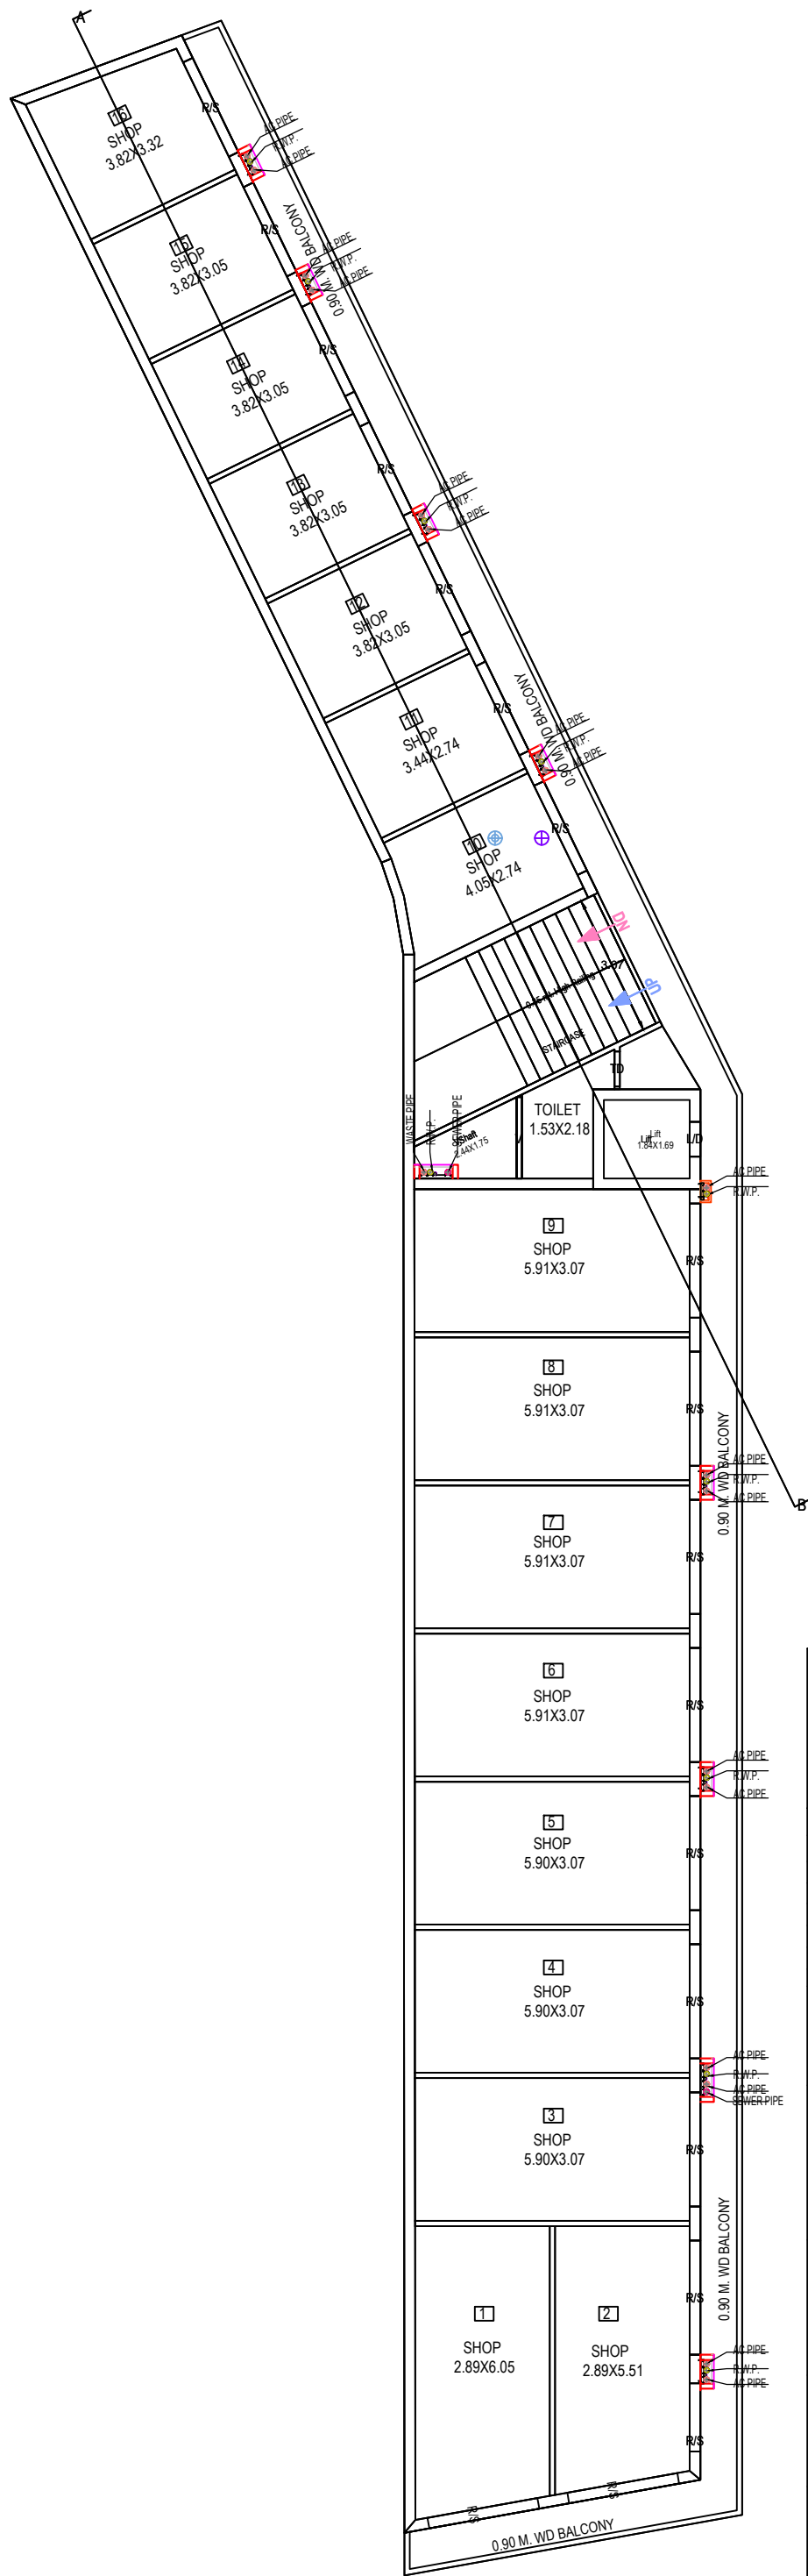 A
16
SHOP
3.82X3.32
R/S
AC PIPE
R.W.P.
AC PIPE
15
SHOP
3.82X3.05
R/S
0.90 M. WD BALCONY
AC PIPE
R.W.P.
AC PIPE
14
SHOP
3.82X3.05
R/S
13
SHOP
3.82X3.05
R/S
AC PIPE
R.W.P.
AC PIPE
12
SHOP
3.82X3.05
R/S
11
SHOP
3.44X2.74
R/S
0.90 M. WD BALCONY
AC PIPE
R.W.P.
AC PIPE
10
SHOP
4.05X2.74
R/S
DN
3.07
UP
High Railing
STAIRCASE
TD
WASTE PIPE
R.W.P.
SEWER PIPE
Shaft
2.44X1.75
V
TOILET
1.53X2.18
Lift
Lift
1.84X1.69
L/D
AC PIPE
R.W.P.
9
SHOP
5.91X3.07
R/S
8
SHOP
5.91X3.07
R/S
0.90 M. WD BALCONY
AC PIPE
R.W.P.
AC PIPE
B
7
SHOP
5.91X3.07
R/S
6
SHOP
5.91X3.07
R/S
AC PIPE
R.W.P.
AC PIPE
5
SHOP
5.90X3.07
R/S
4
SHOP
5.90X3.07
R/S
AC PIPE
R.W.P.
AC PIPE
SEWER PIPE
3
SHOP
5.90X3.07
R/S
0.90 M. WD BALCONY
R/S
1
SHOP
2.89X6.05
2
SHOP
2.89X5.51
AC PIPE
R.W.P.
AC PIPE
R/S
R/S
R/S
0.90 M. WD BALCONY